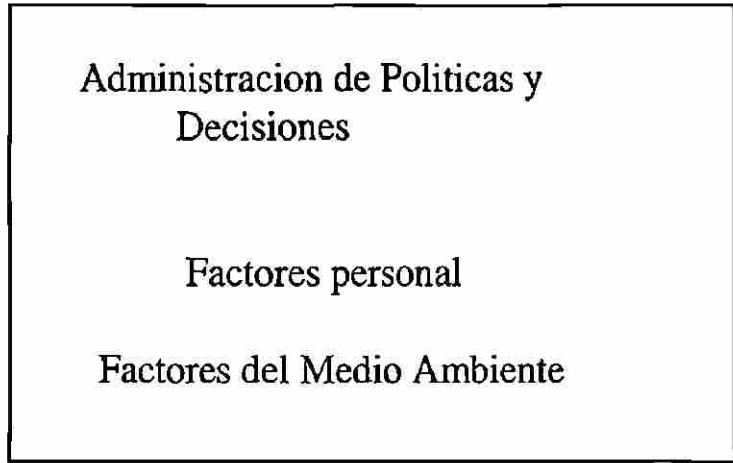 Administracion de Politicas y
Decisiones
Factores personal
Factores del Medio Ambiente